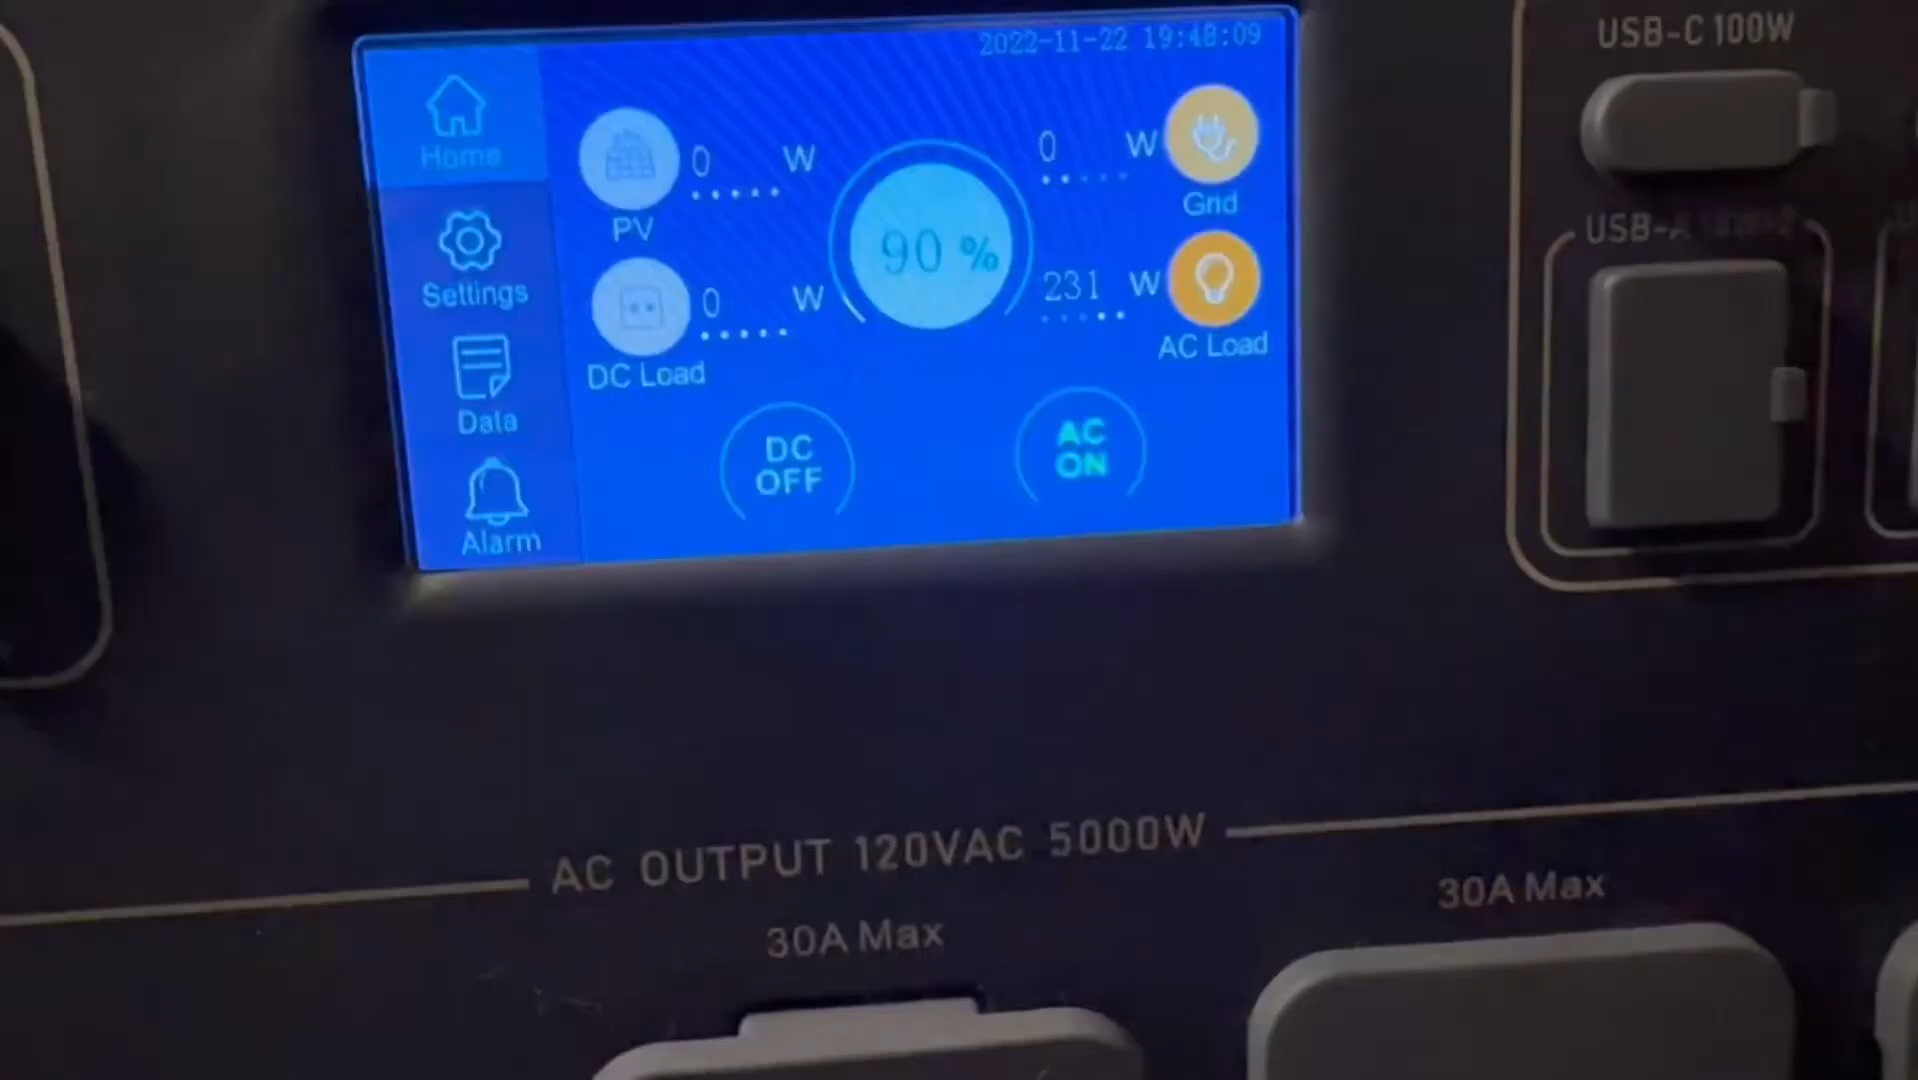 2022-11-22 19:48:09
Home
Settings
Data
Alarm
0 W
PV
0 W
DC Load
90 %
0 W
Grid
231 W
AC Load
DC
OFF
AC
ON
USB-C 100W
USB-A
AC OUTPUT 120VAC 5000W
30A Max
30A Max